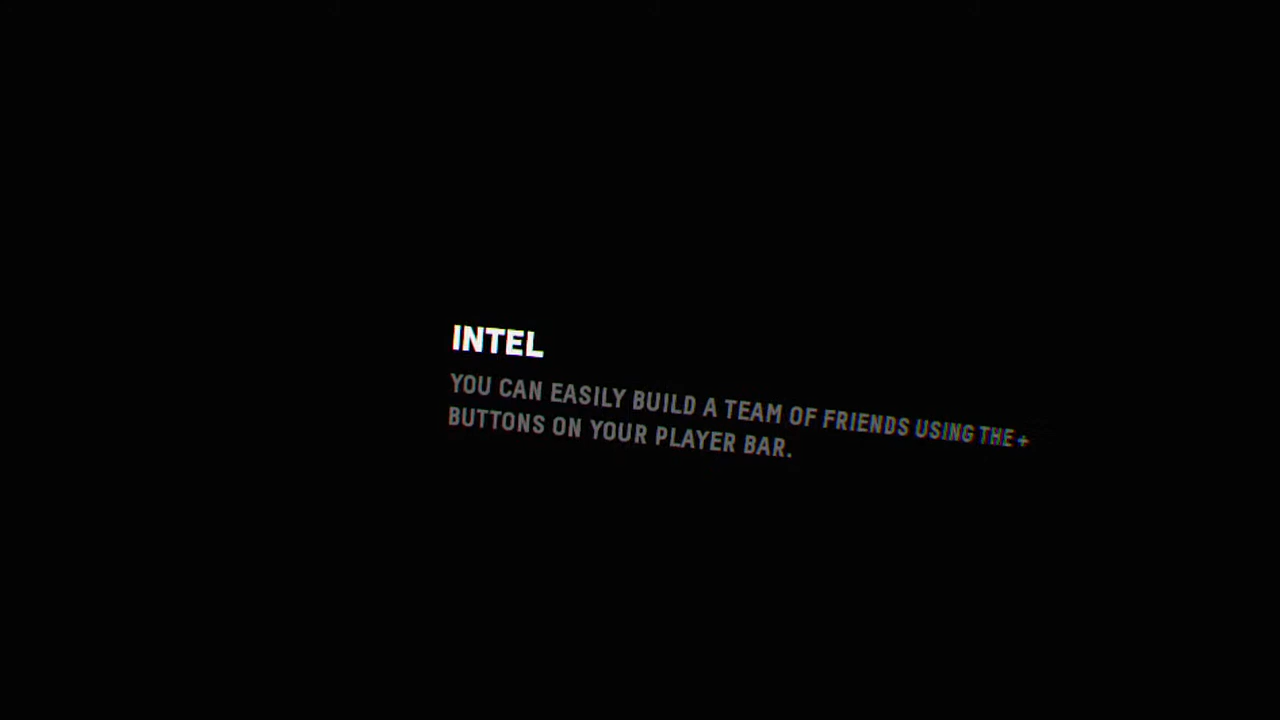 INTEL
YOU CAN EASILY BUILD A TEAM OF FRIENDS USING THE +
BUTTONS ON YOUR PLAYER BAR.